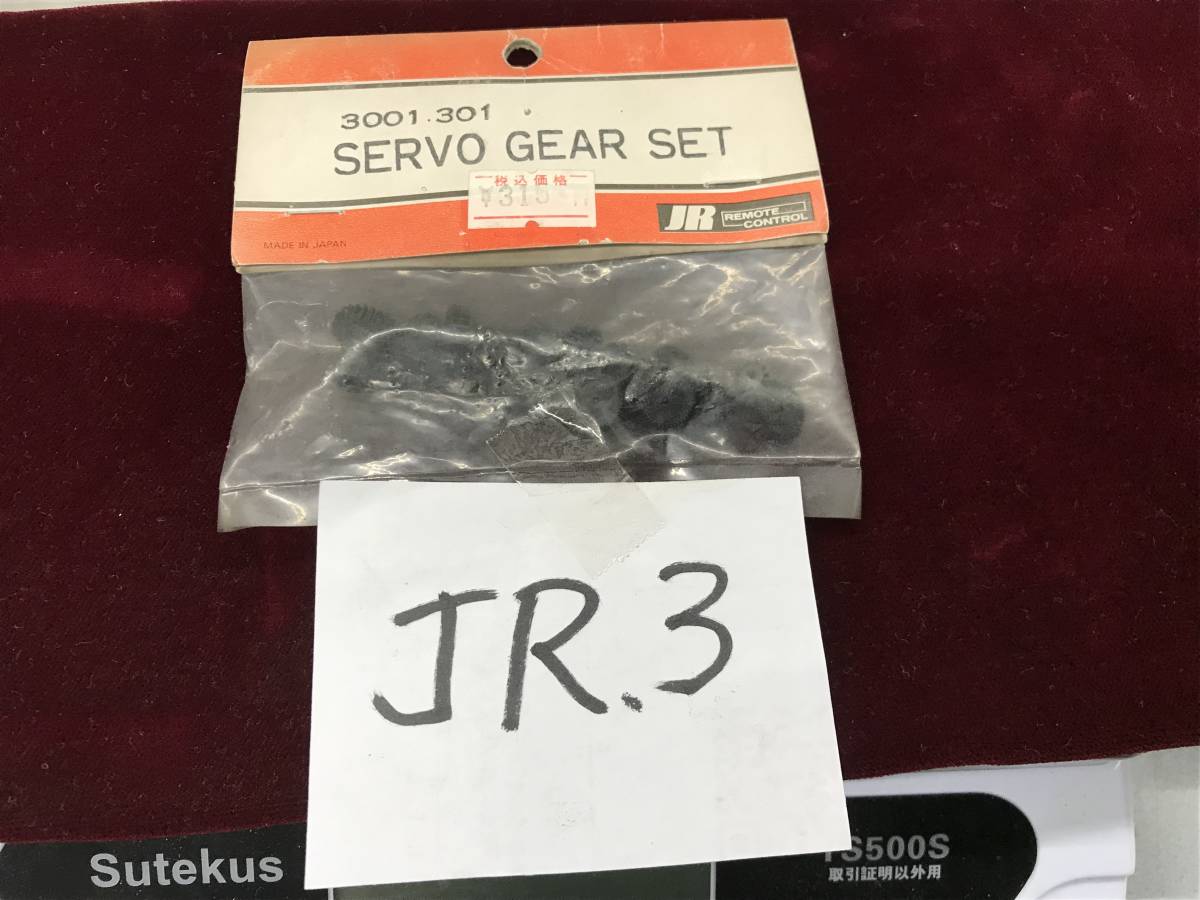 3001.301
SERVO GEAR SET
税込価格
JR REMOTE CONTROL
MADE IN JAPAN
JR.3
Sutekus
TS500S
取引証明以外用